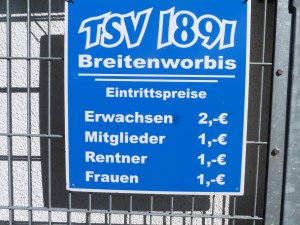 TSV 1891
Breitenworbis
Eintrittspreise
Erwachsen 2,-€
Mitglieder 1,-€
Rentner 1,-€
Frauen 1,-€